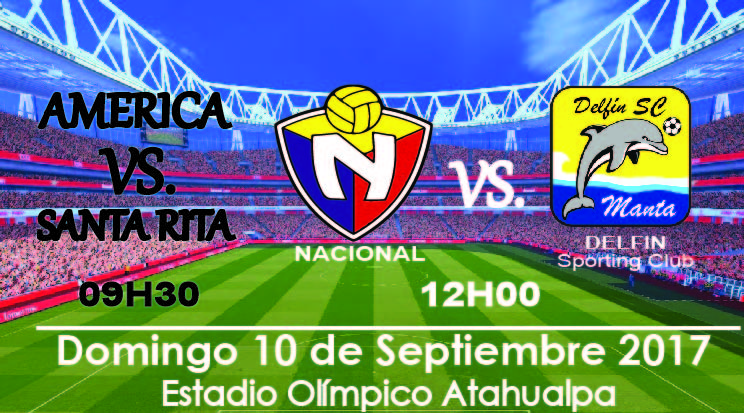 AMERICA
VS.
SANTA RITA
09H30
N
NACIONAL
VS.
Delfin SC
Manta
DELFIN
Sporting Club
12H00
Domingo 10 de Septiembre 2017
Estadio Olímpico Atahualpa